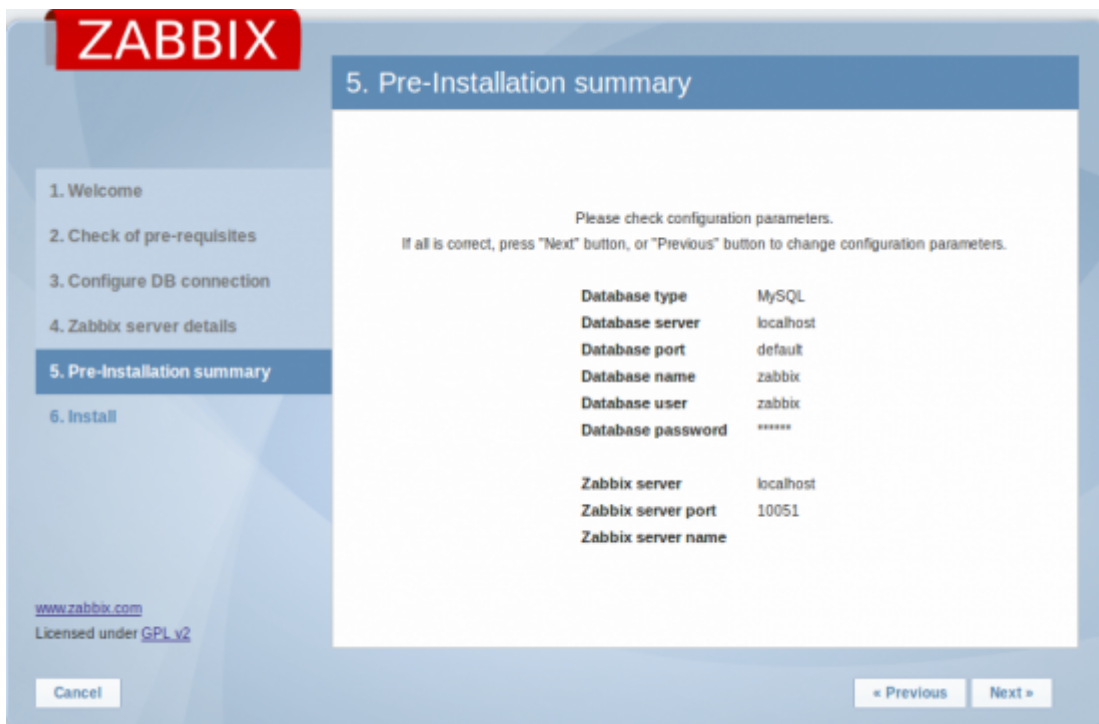 ZABBIX
5. Pre-Installation summary
1. Welcome
2. Check of pre-requisites
3. Configure DB connection
4. Zabbix server details
5. Pre-Installation summary
6. Install
Please check configuration parameters.
If all is correct, press "Next" button, or "Previous" button to change configuration parameters.
Database type MySQL
Database server localhost
Database port default
Database name zabbix
Database user zabbix
Database password ******
Zabbix server localhost
Zabbix server port 10051
Zabbix server name
www.zabbix.com
Licensed under GPL v2
Cancel
« Previous
Next »